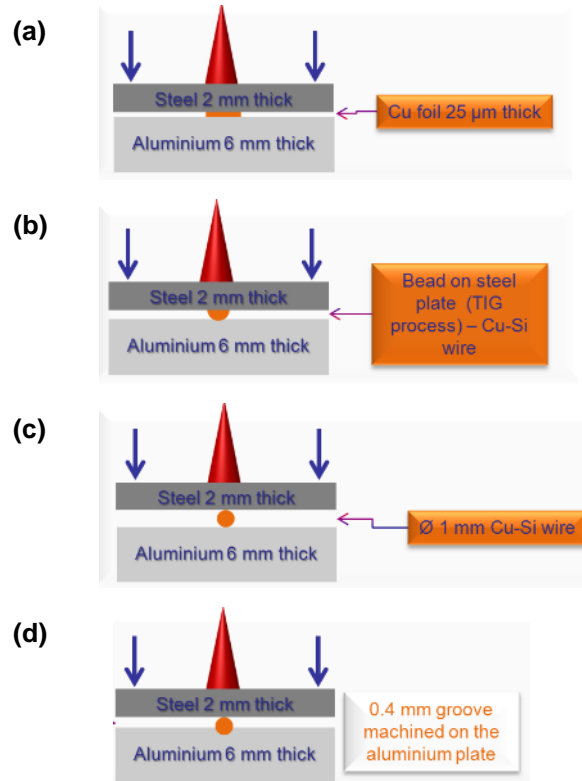 (a)
Steel 2 mm thick
Cu foil 25 µm thick
Aluminium 6 mm thick
(b)
Steel 2 mm thick
Bead on steel
plate (TIG
process) – Cu-Si
wire
Aluminium 6 mm thick
(c)
Steel 2 mm thick
Ø 1 mm Cu-Si wire
Aluminium 6 mm thick
(d)
Steel 2 mm thick
0.4 mm groove
machined on the
aluminium plate
Aluminium 6 mm thick